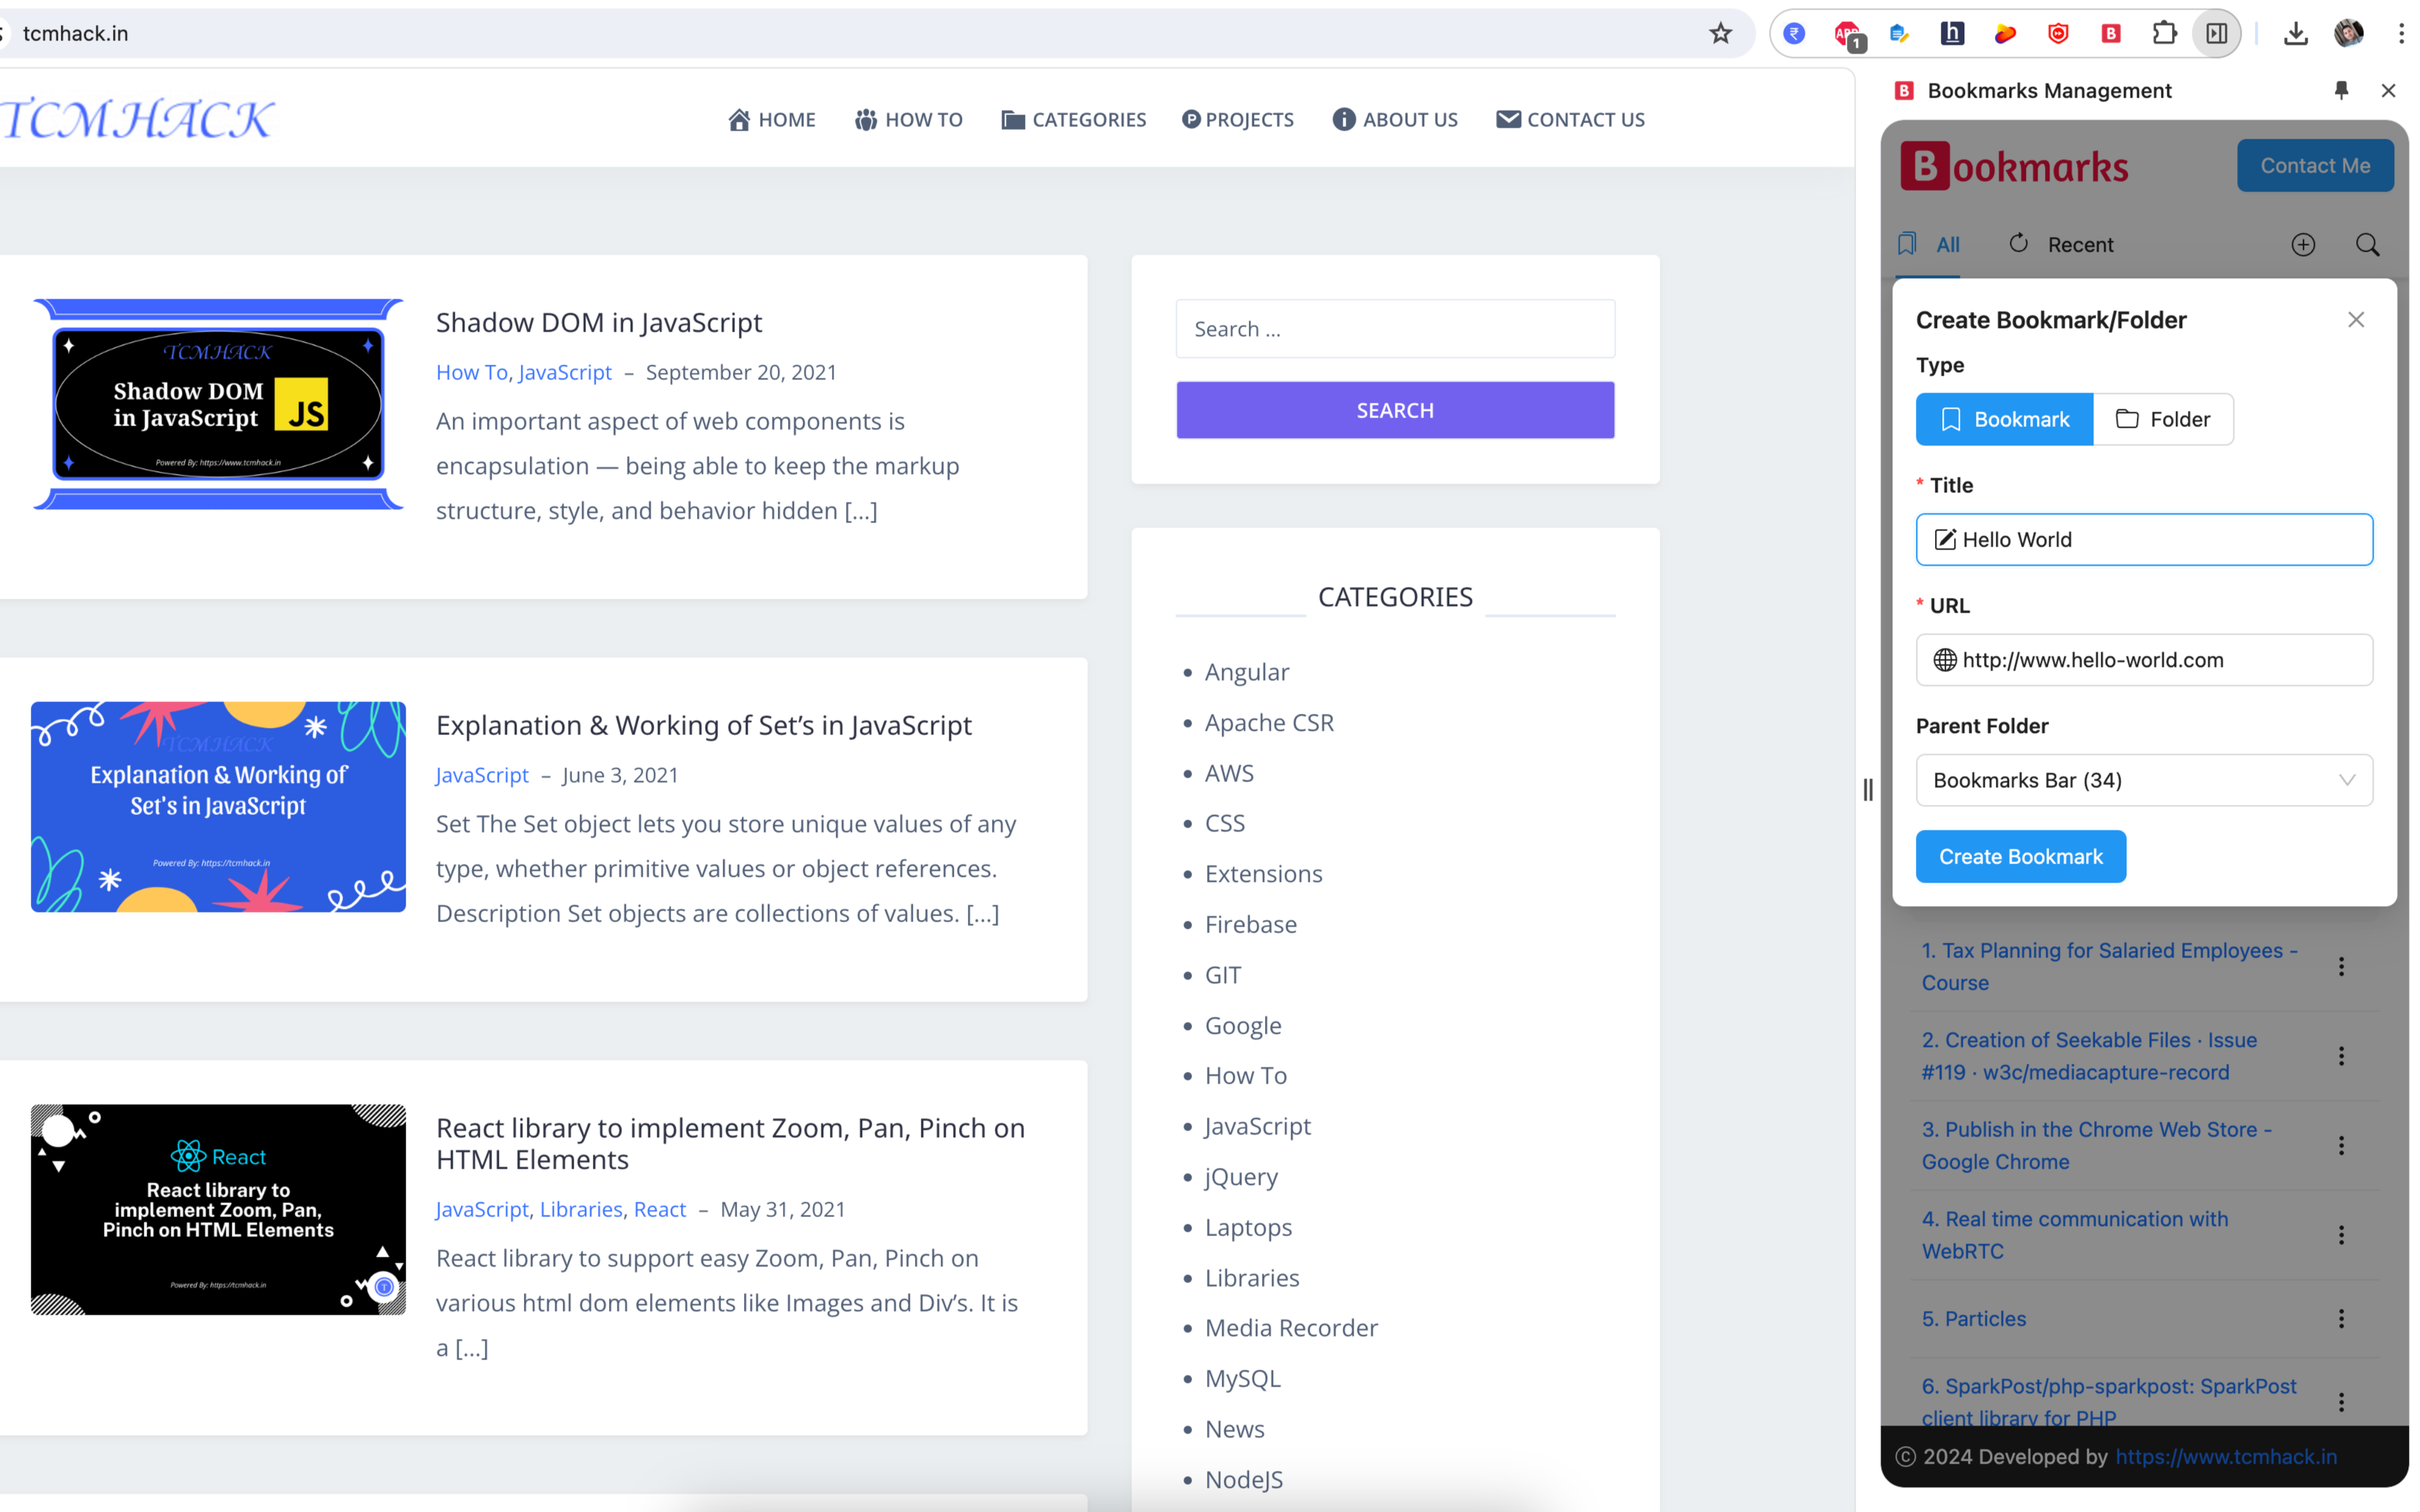 tcmhack.in
1
TCMHACK
HOME
HOW TO
CATEGORIES
PROJECTS
ABOUT US
CONTACT US
TCMHACK
Shadow DOM
in JavaScript
JS
Powered By: https://www.tcmhack.in
Shadow DOM in JavaScript
How To, JavaScript – September 20, 2021
An important aspect of web components is
encapsulation — being able to keep the markup
structure, style, and behavior hidden [...]
TCMHACK
Explanation & Working of
Set's in JavaScript
Powered By: https://tcmhack.in
Explanation & Working of Set’s in JavaScript
JavaScript – June 3, 2021
Set The Set object lets you store unique values of any
type, whether primitive values or object references.
Description Set objects are collections of values. [...]
React
React library to
implement Zoom, Pan,
Pinch on HTML Elements
Powered By: https://tcmhack.in
React library to implement Zoom, Pan, Pinch on
HTML Elements
JavaScript, Libraries, React – May 31, 2021
React library to support easy Zoom, Pan, Pinch on
various html dom elements like Images and Div’s. It is
a [...]
Search ...
SEARCH
CATEGORIES
Angular
Apache CSR
AWS
CSS
Extensions
Firebase
GIT
Google
How To
JavaScript
jQuery
Laptops
Libraries
Media Recorder
MySQL
News
NodeJS
B Bookmarks Management
Bookmarks
Contact Me
All
Recent
Create Bookmark/Folder
Type
Bookmark
Folder
* Title
Hello World
* URL
http://www.hello-world.com
Parent Folder
Bookmarks Bar (34)
Create Bookmark
1. Tax Planning for Salaried Employees -
Course
2. Creation of Seekable Files · Issue
#119 · w3c/mediacapture-record
3. Publish in the Chrome Web Store -
Google Chrome
4. Real time communication with
WebRTC
5. Particles
6. SparkPost/php-sparkpost: SparkPost
client library for PHP
© 2024 Developed by https://www.tcmhack.in